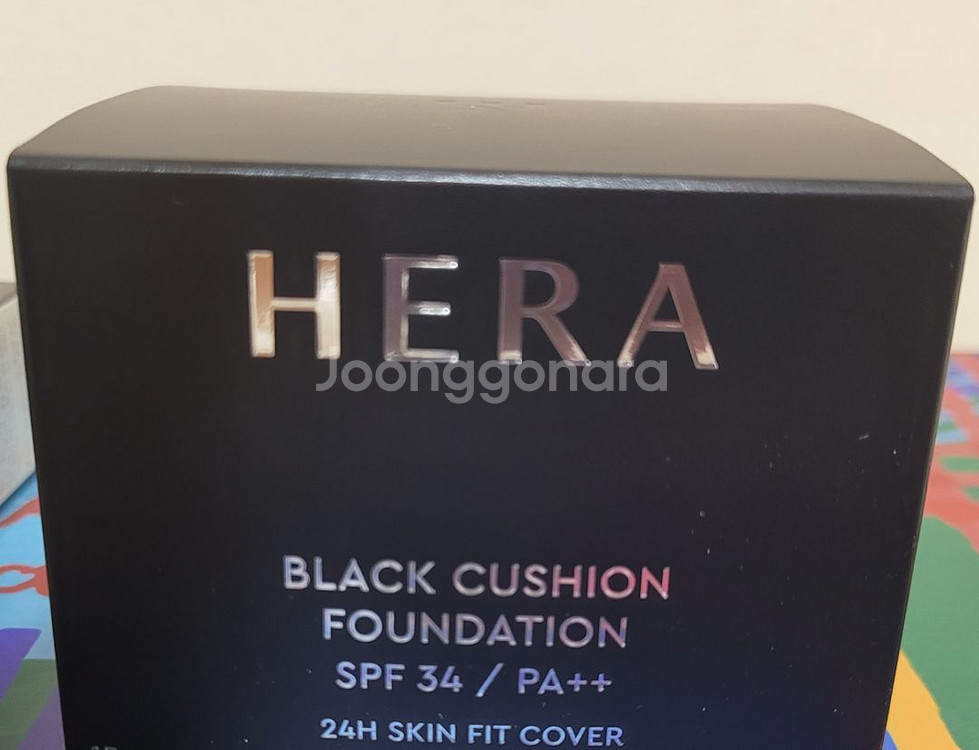 HERA
Joonggonara
BLACK CUSHION
FOUNDATION
SPF 34 / PA++
24H SKIN FIT COVER